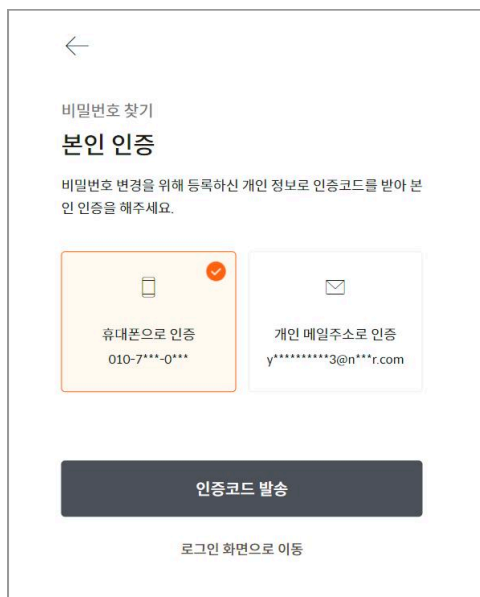 비밀번호 찾기
본인 인증
비밀번호 변경을 위해 등록하신 개인 정보로 인증코드를 받아 본
인 인증을 해주세요.
휴대폰으로 인증
010-7***-0***
개인 메일주소로 인증
y**********3@n***r.com
인증코드 발송
로그인 화면으로 이동